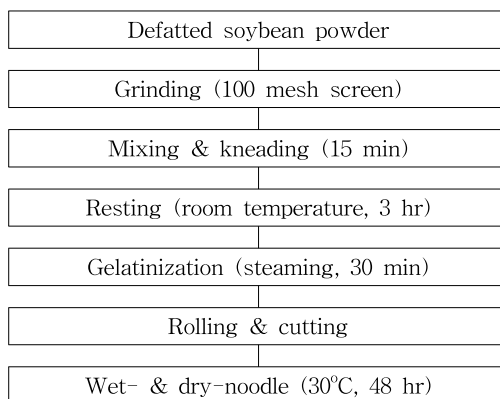 Defatted soybean powder
Grinding (100 mesh screen)
Mixing & kneading (15 min)
Resting (room temperature, 3 hr)
Gelatinization (steaming, 30 min)
Rolling & cutting
Wet- & dry-noodle (30°C, 48 hr)